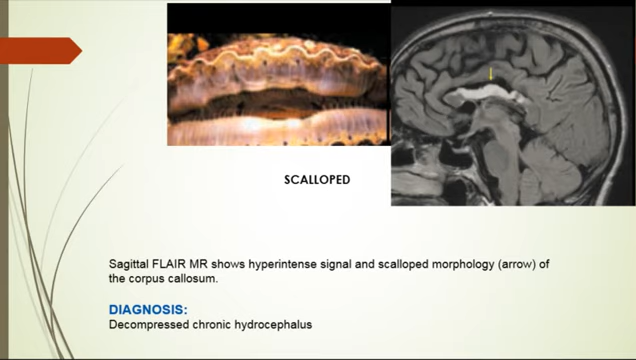 SCALLOPED
Sagittal FLAIR MR shows hyperintense signal and scalloped morphology (arrow) of
the corpus callosum.
DIAGNOSIS:
Decompressed chronic hydrocephalus